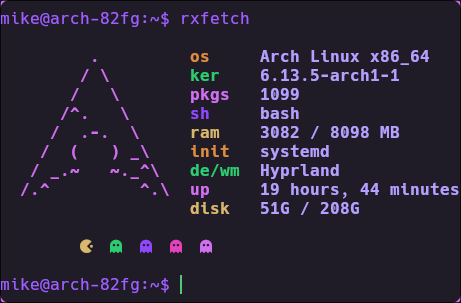 mike@arch-82fg:~$ rxfetch
os Arch Linux x86_64
ker 6.13.5-arch1-1
pkgs 1099
sh bash
ram 3082 / 8098 MB
init systemd
de/wm Hyprland
up 19 hours, 44 minutes
disk 51G / 208G
mike@arch-82fg:~$